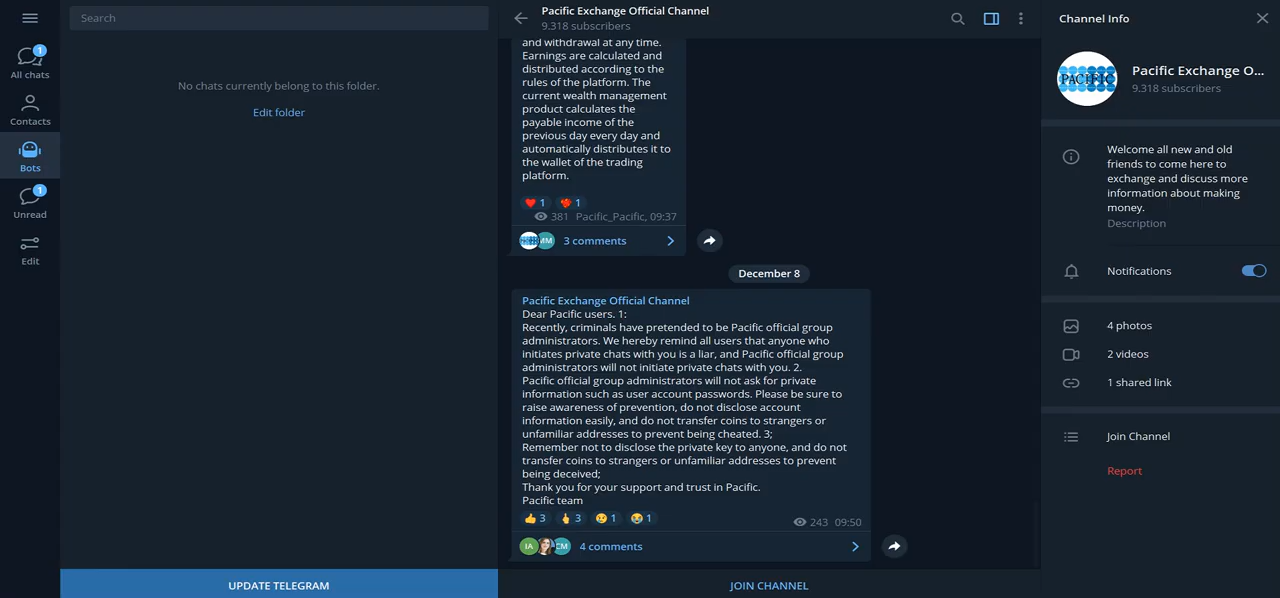 Search
All chats
1
Contacts
Bots
Unread
1
Edit
No chats currently belong to this folder.
Edit folder
UPDATE TELEGRAM
Pacific Exchange Official Channel
9.318 subscribers
and withdrawal at any time.
Earnings are calculated and
distributed according to the
rules of the platform. The
current wealth management
product calculates the
payable income of the
previous day every day and
automatically distributes it to
the wallet of the trading
platform.
1 1
381 Pacific_Pacific, 09:37
MM 3 comments
December 8
Pacific Exchange Official Channel
Dear Pacific users. 1:
Recently, criminals have pretended to be Pacific official group
administrators. We hereby remind all users that anyone who
initiates private chats with you is a liar, and Pacific official group
administrators will not initiate private chats with you. 2.
Pacific official group administrators will not ask for private
information such as user account passwords. Please be sure to
raise awareness of prevention, do not disclose account
information easily, and do not transfer coins to strangers or
unfamiliar addresses to prevent being cheated. 3;
Remember not to disclose the private key to anyone, and do not
transfer coins to strangers or unfamiliar addresses to prevent
being deceived;
Thank you for your support and trust in Pacific.
Pacific team
3 3 1 1
243 09:50
IA CM 4 comments
JOIN CHANNEL
Channel Info
PACIFIC
Pacific Exchange O...
9.318 subscribers
Welcome all new and old
friends to come here to
exchange and discuss more
information about making
money.
Description
Notifications
4 photos
2 videos
1 shared link
Join Channel
Report